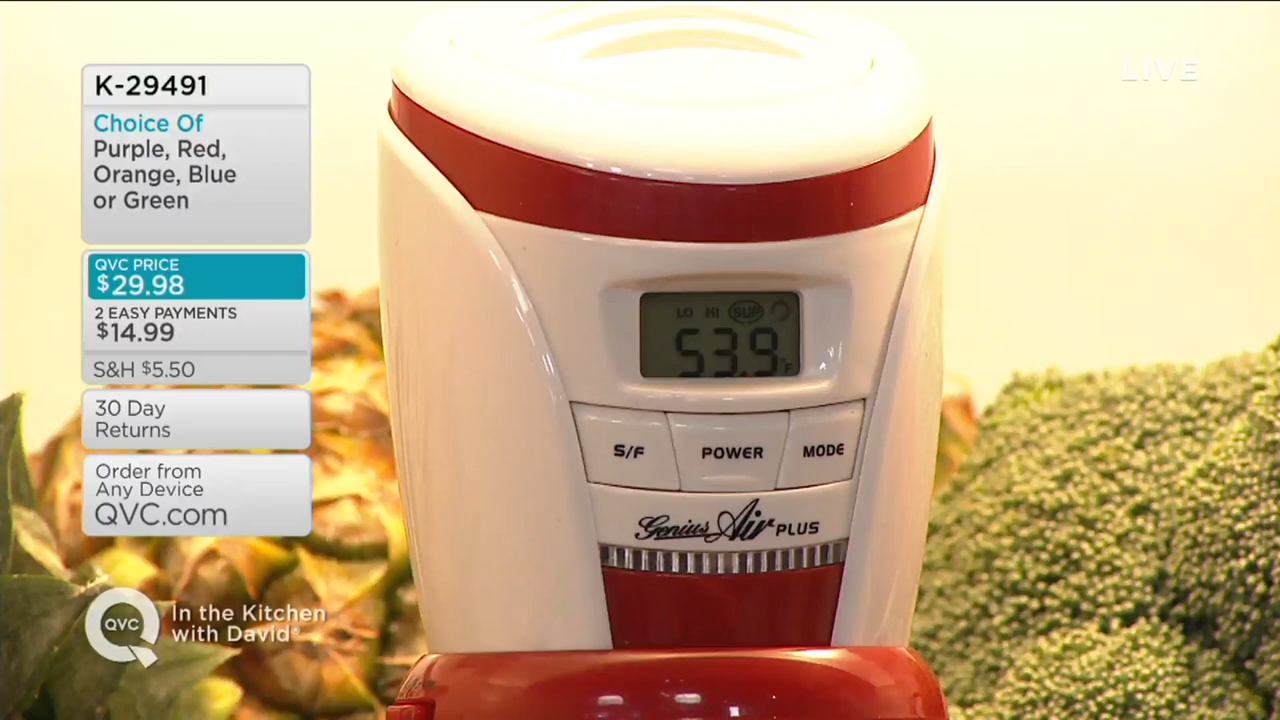 K-29491
Choice Of
Purple, Red,
Orange, Blue
or Green
QVC PRICE
$29.98
2 EASY PAYMENTS
$14.99
S&H $5.50
30 Day
Returns
Order from
Any Device
QVC.com
QVC
In the Kitchen
with David®
LIVE
LO HI SUP
53.9 °F
S/F POWER MODE
Genius Air PLUS